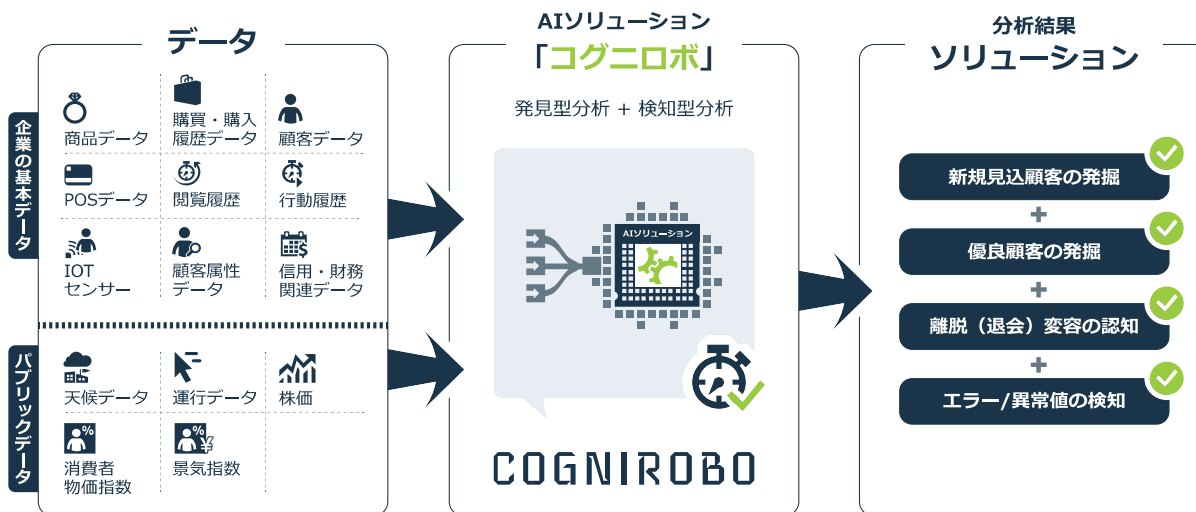 データ
企業の基本データ
商品データ
購買・購入
履歴データ
顧客データ
POSデータ
閲覧履歴
行動履歴
IOT
センサー
顧客属性
データ
信用・財務
関連データ
パブリックデータ
天候データ
運行データ
株価
%
消費者
物価指数
%
¥
景気指数
AIソリューション
「コグニロボ」
発見型分析 + 検知型分析
AIソリューション
COGNIROBO
分析結果
ソリューション
新規見込顧客の発掘
+
優良顧客の発掘
+
離脱（退会）変容の認知
+
エラー/異常値の検知